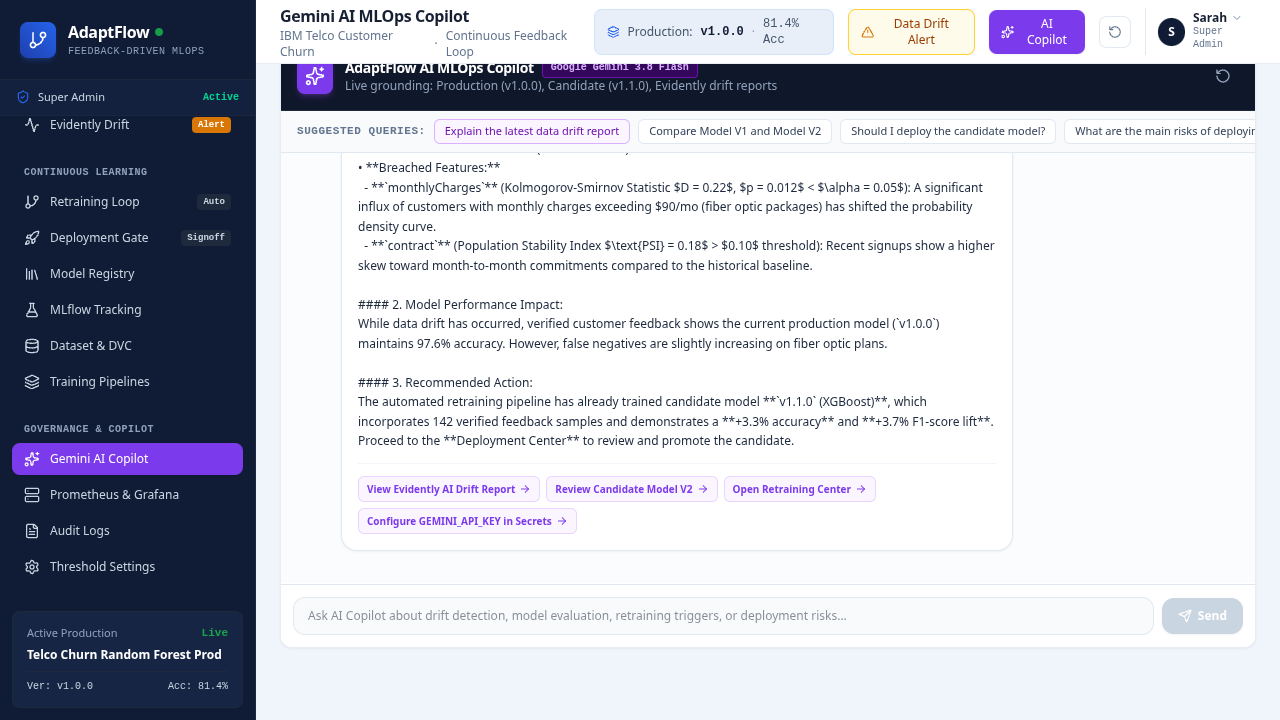 AdaptFlow
FEEDBACK-DRIVEN MLOPS
Super Admin
Active
Evidently Drift
Alert
CONTINUOUS LEARNING
Retraining Loop
Auto
Deployment Gate
Signoff
Model Registry
MLflow Tracking
Dataset & DVC
Training Pipelines
GOVERNANCE & COPILOT
Gemini AI Copilot
Prometheus & Grafana
Audit Logs
Threshold Settings
Active Production
Live
Telco Churn Random Forest Prod
Ver: v1.0.0
Acc: 81.4%
Gemini AI MLOps Copilot
IBM Telco Customer Churn
·
Continuous Feedback Loop
Production: v1.0.0 · 81.4% Acc
Data Drift Alert
AI Copilot
S
Sarah
Super Admin
AdaptFlow AI MLOps Copilot
Google Gemini 3.8 Flash
Live grounding: Production (v1.0.0), Candidate (v1.1.0), Evidently drift reports
SUGGESTED QUERIES:
Explain the latest data drift report
Compare Model V1 and Model V2
Should I deploy the candidate model?
What are the main risks of deployin
• **Breached Features:**
- **`monthlyCharges`** (Kolmogorov-Smirnov Statistic $D = 0.22$, $p = 0.012$ < $\alpha = 0.05$): A significant
influx of customers with monthly charges exceeding $90/mo (fiber optic packages) has shifted the probability
density curve.
- **`contract`** (Population Stability Index $\text{PSI} = 0.18$ > $0.10$ threshold): Recent signups show a higher
skew toward month-to-month commitments compared to the historical baseline.
#### 2. Model Performance Impact:
While data drift has occurred, verified customer feedback shows the current production model (`v1.0.0`)
maintains 97.6% accuracy. However, false negatives are slightly increasing on fiber optic plans.
#### 3. Recommended Action:
The automated retraining pipeline has already trained candidate model **`v1.1.0` (XGBoost)**, which
incorporates 142 verified feedback samples and demonstrates a **+3.3% accuracy** and **+3.7% F1-score lift**.
Proceed to the **Deployment Center** to review and promote the candidate.
View Evidently AI Drift Report →
Review Candidate Model V2 →
Open Retraining Center →
Configure GEMINI_API_KEY in Secrets →
Ask AI Copilot about drift detection, model evaluation, retraining triggers, or deployment risks...
Send